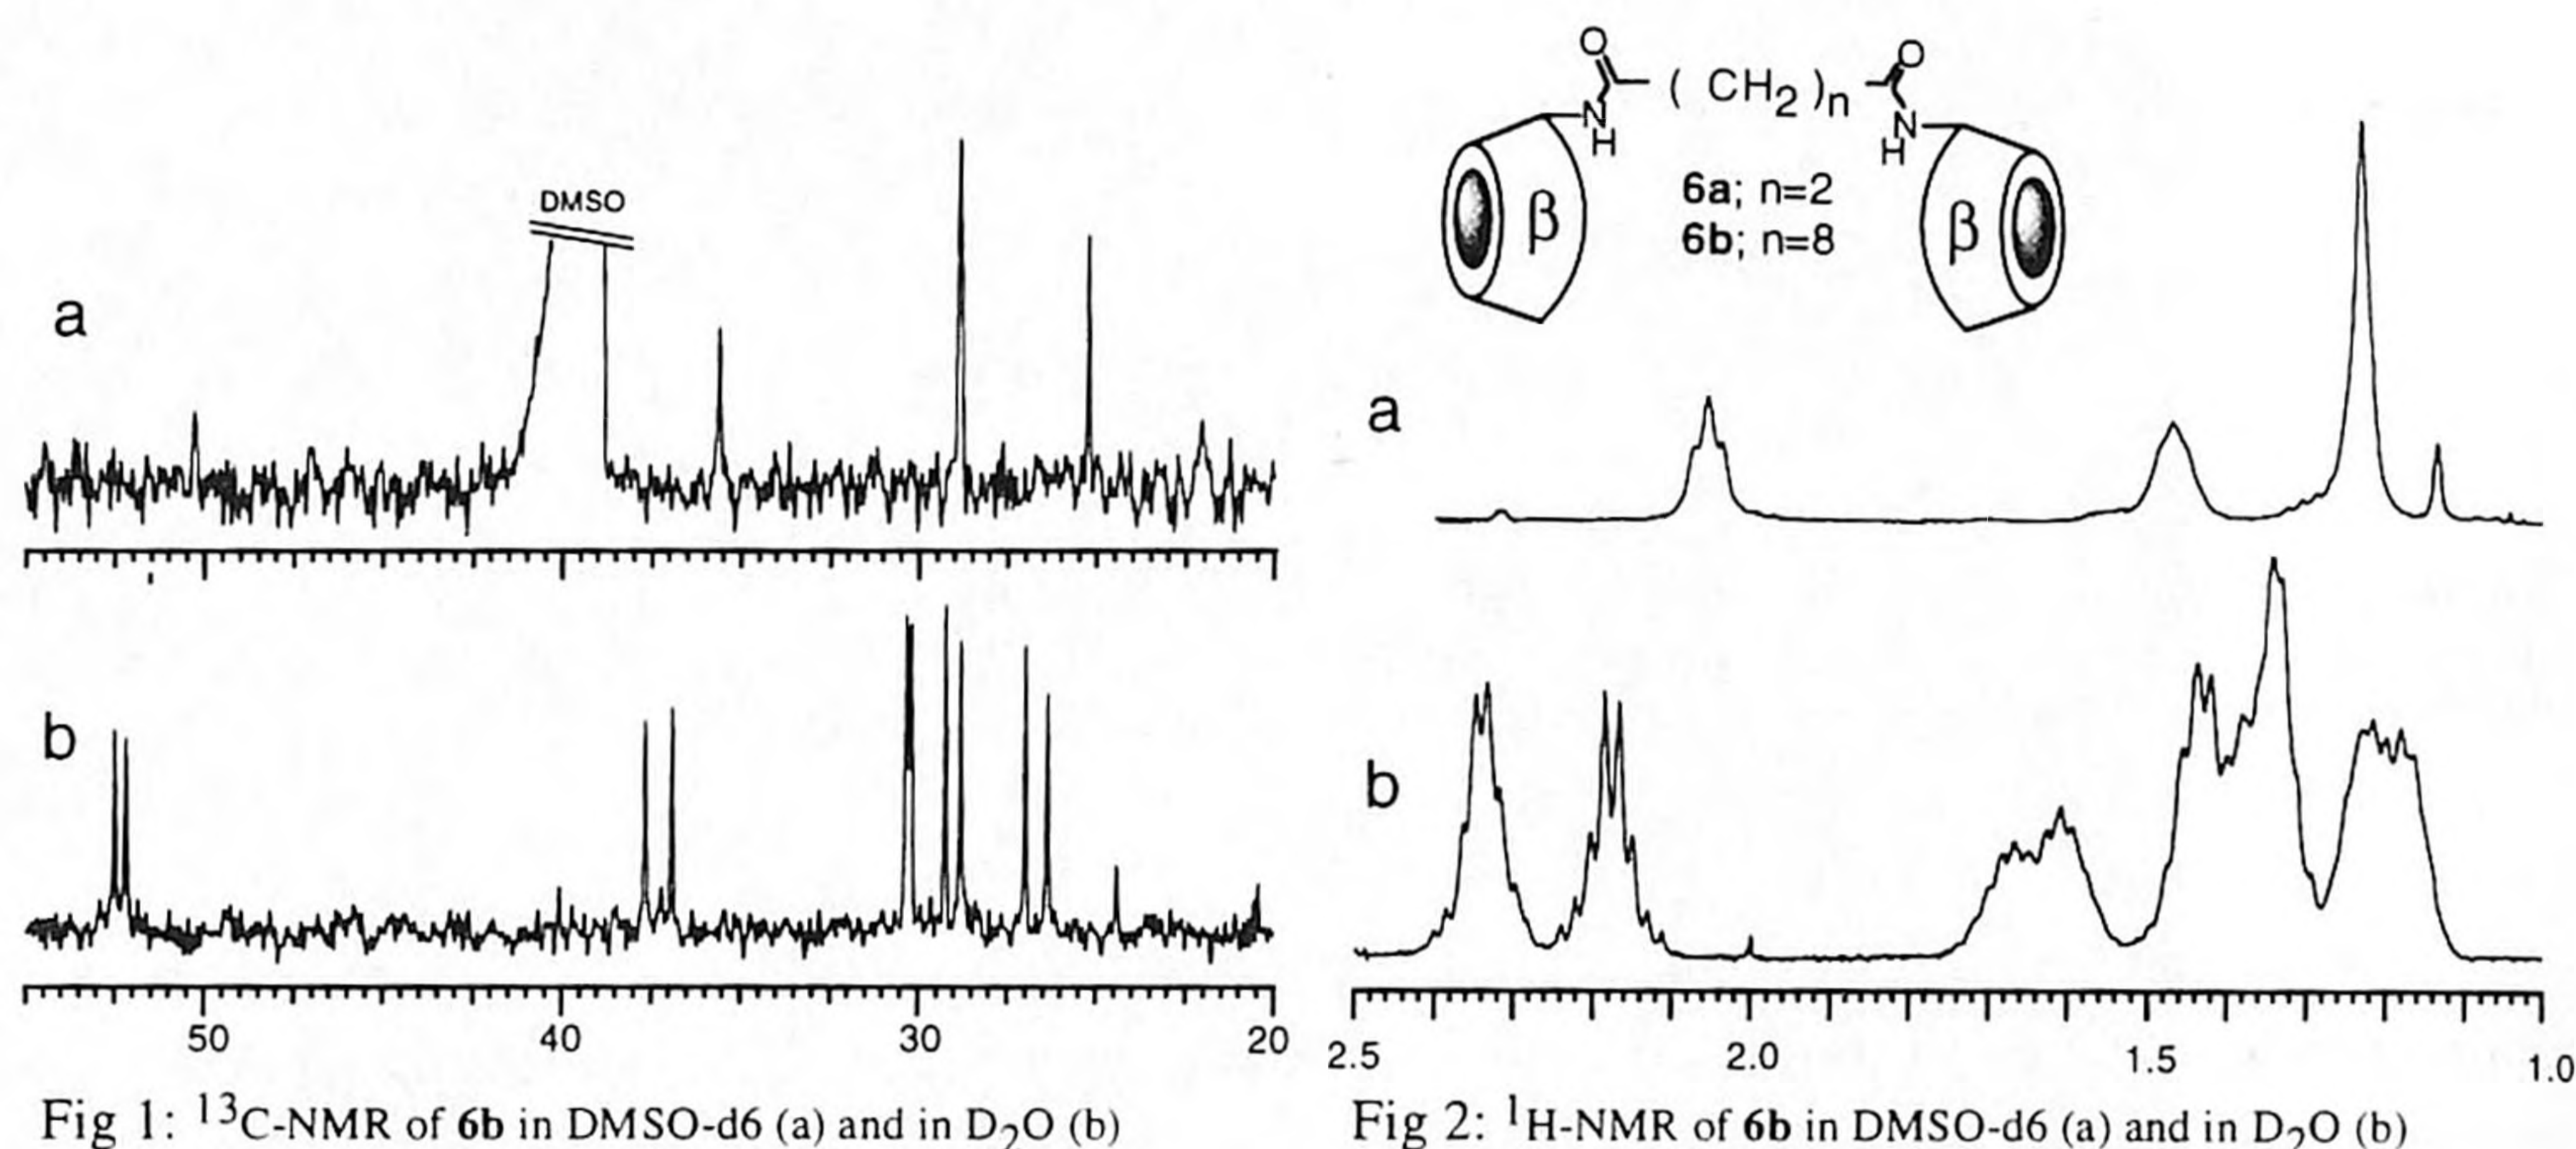 DMSO
a
b
50 40 30 20
Fig 1: ¹³C-NMR of 6b in DMSO-d6 (a) and in D₂O (b)
O O
( CH₂ )n
N N
H H
6a; n=2
β β
6b; n=8
a
b
2.5 2.0 1.5 1.0
Fig 2: ¹H-NMR of 6b in DMSO-d6 (a) and in D₂O (b)